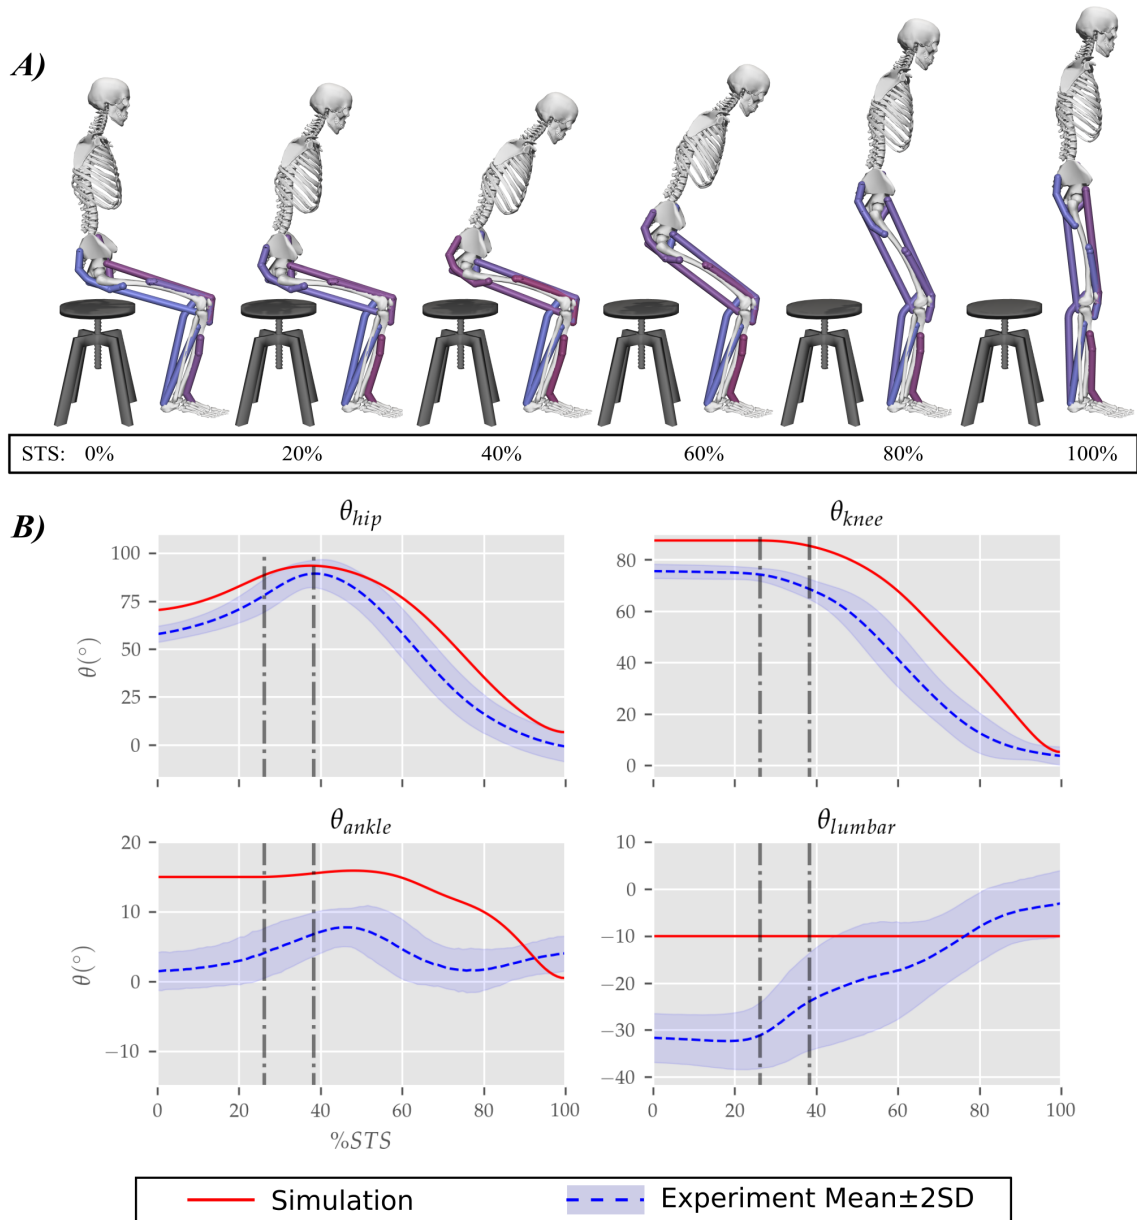 A)
STS: 0% 20% 40% 60% 80% 100%
B)
θhip
θknee
100
75
50
25
0
θ(°)
80
60
40
20
0
θankle
θlumbar
20
10
0
−10
θ(°)
10
0
−10
−20
−30
−40
0 20 40 60 80 100
0 20 40 60 80 100
%STS
Simulation
Experiment Mean±2SD